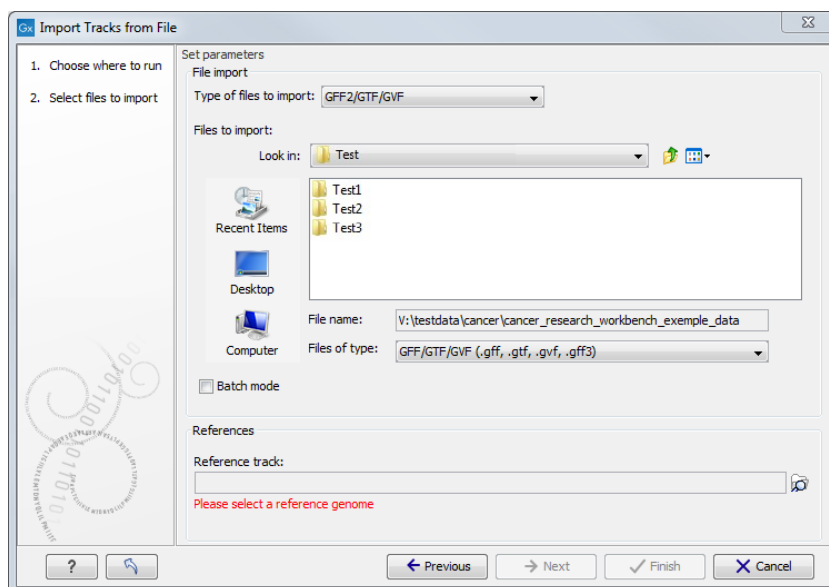 Gx Import Tracks from File
1. Choose where to run
2. Select files to import
Set parameters
File import
Type of files to import: GFF2/GTF/GVF
Files to import:
Look in: Test
Test1
Test2
Test3
Recent Items
Desktop
Computer
File name: V:\testdata\cancer\cancer_research_workbench_exemple_data
Files of type: GFF/GTF/GVF (.gff, .gtf, .gvf, .gff3)
Batch mode
References
Reference track:
Please select a reference genome
? Previous Next Finish Cancel